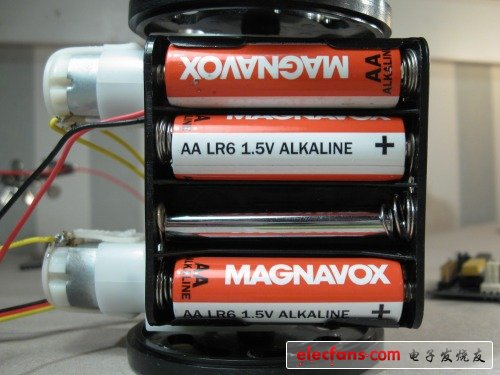 MAGNAVOX
AA
ALKALINE
MAGNAVOX
AA LR6 1.5V ALKALINE +
AA
MAGNAVOX
AA LR6 1.5V ALKALINE +
elecfans.com 电子发烧友